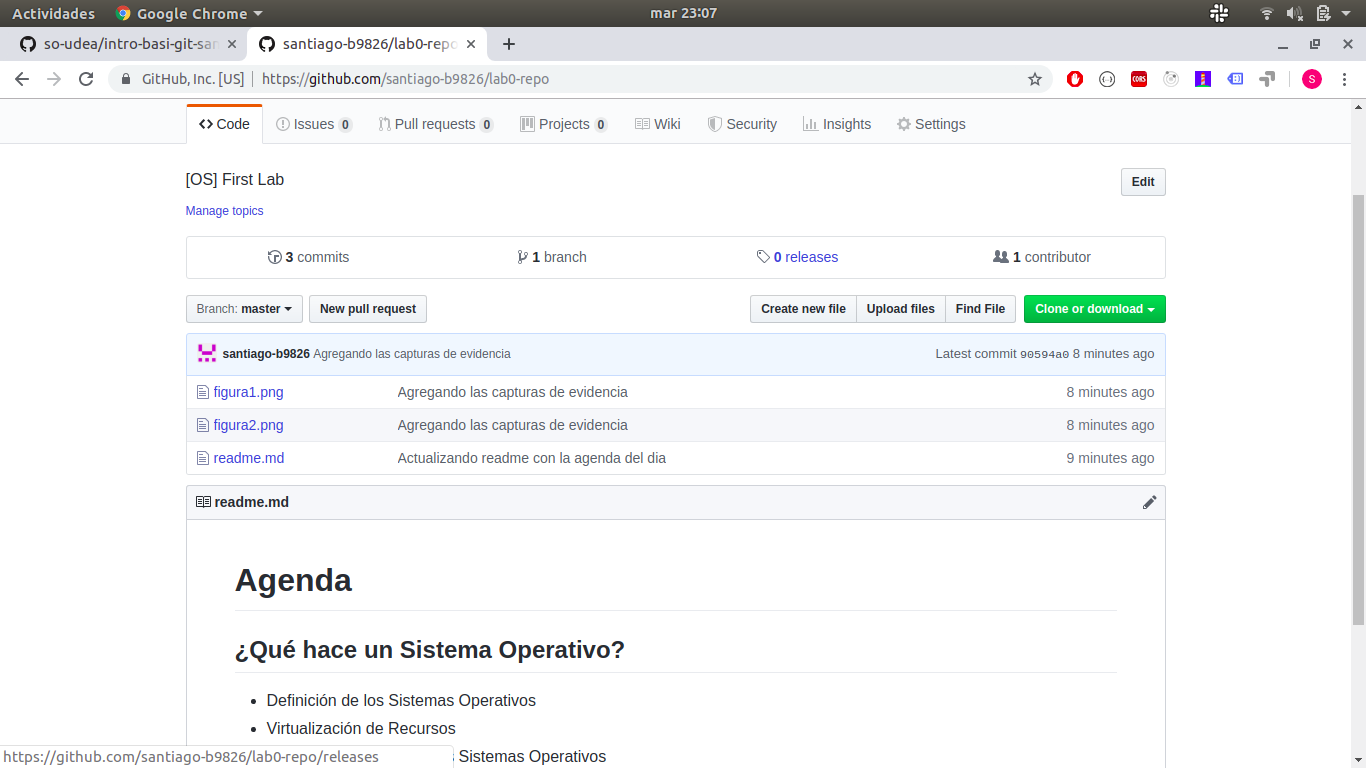 Actividades Google Chrome mar 23:07
so-udea/intro-basi-git-san santiago-b9826/lab0-repo
GitHub, Inc. [US] https://github.com/santiago-b9826/lab0-repo CORS S
Code Issues 0 Pull requests 0 Projects 0 Wiki Security Insights Settings
[OS] First Lab Edit
Manage topics
3 commits 1 branch 0 releases 1 contributor
Branch: master New pull request Create new file Upload files Find File Clone or download
santiago-b9826 Agregando las capturas de evidencia Latest commit 90594a0 8 minutes ago
figura1.png Agregando las capturas de evidencia 8 minutes ago
figura2.png Agregando las capturas de evidencia 8 minutes ago
readme.md Actualizando readme con la agenda del dia 9 minutes ago
readme.md
Agenda
¿Qué hace un Sistema Operativo?
Definición de los Sistemas Operativos
Virtualización de Recursos
Sistemas Operativos
https://github.com/santiago-b9826/lab0-repo/releases